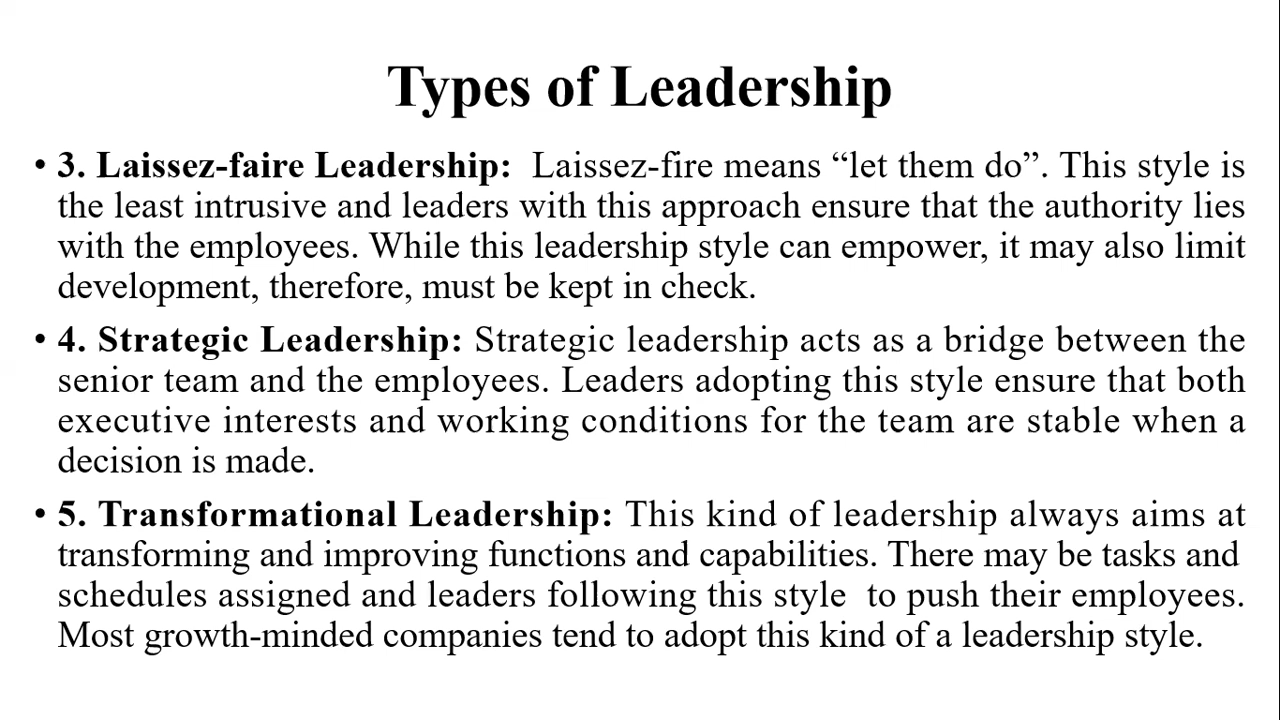 Types of Leadership
• 3. Laissez-faire Leadership:  Laissez-fire means “let them do”. This style is
the least intrusive and leaders with this approach ensure that the authority lies
with the employees. While this leadership style can empower, it may also limit
development, therefore, must be kept in check.
• 4. Strategic Leadership: Strategic leadership acts as a bridge between the
senior team and the employees. Leaders adopting this style ensure that both
executive interests and working conditions for the team are stable when a
decision is made.
• 5. Transformational Leadership: This kind of leadership always aims at
transforming and improving functions and capabilities. There may be tasks and
schedules assigned and leaders following this style  to push their employees.
Most growth-minded companies tend to adopt this kind of a leadership style.